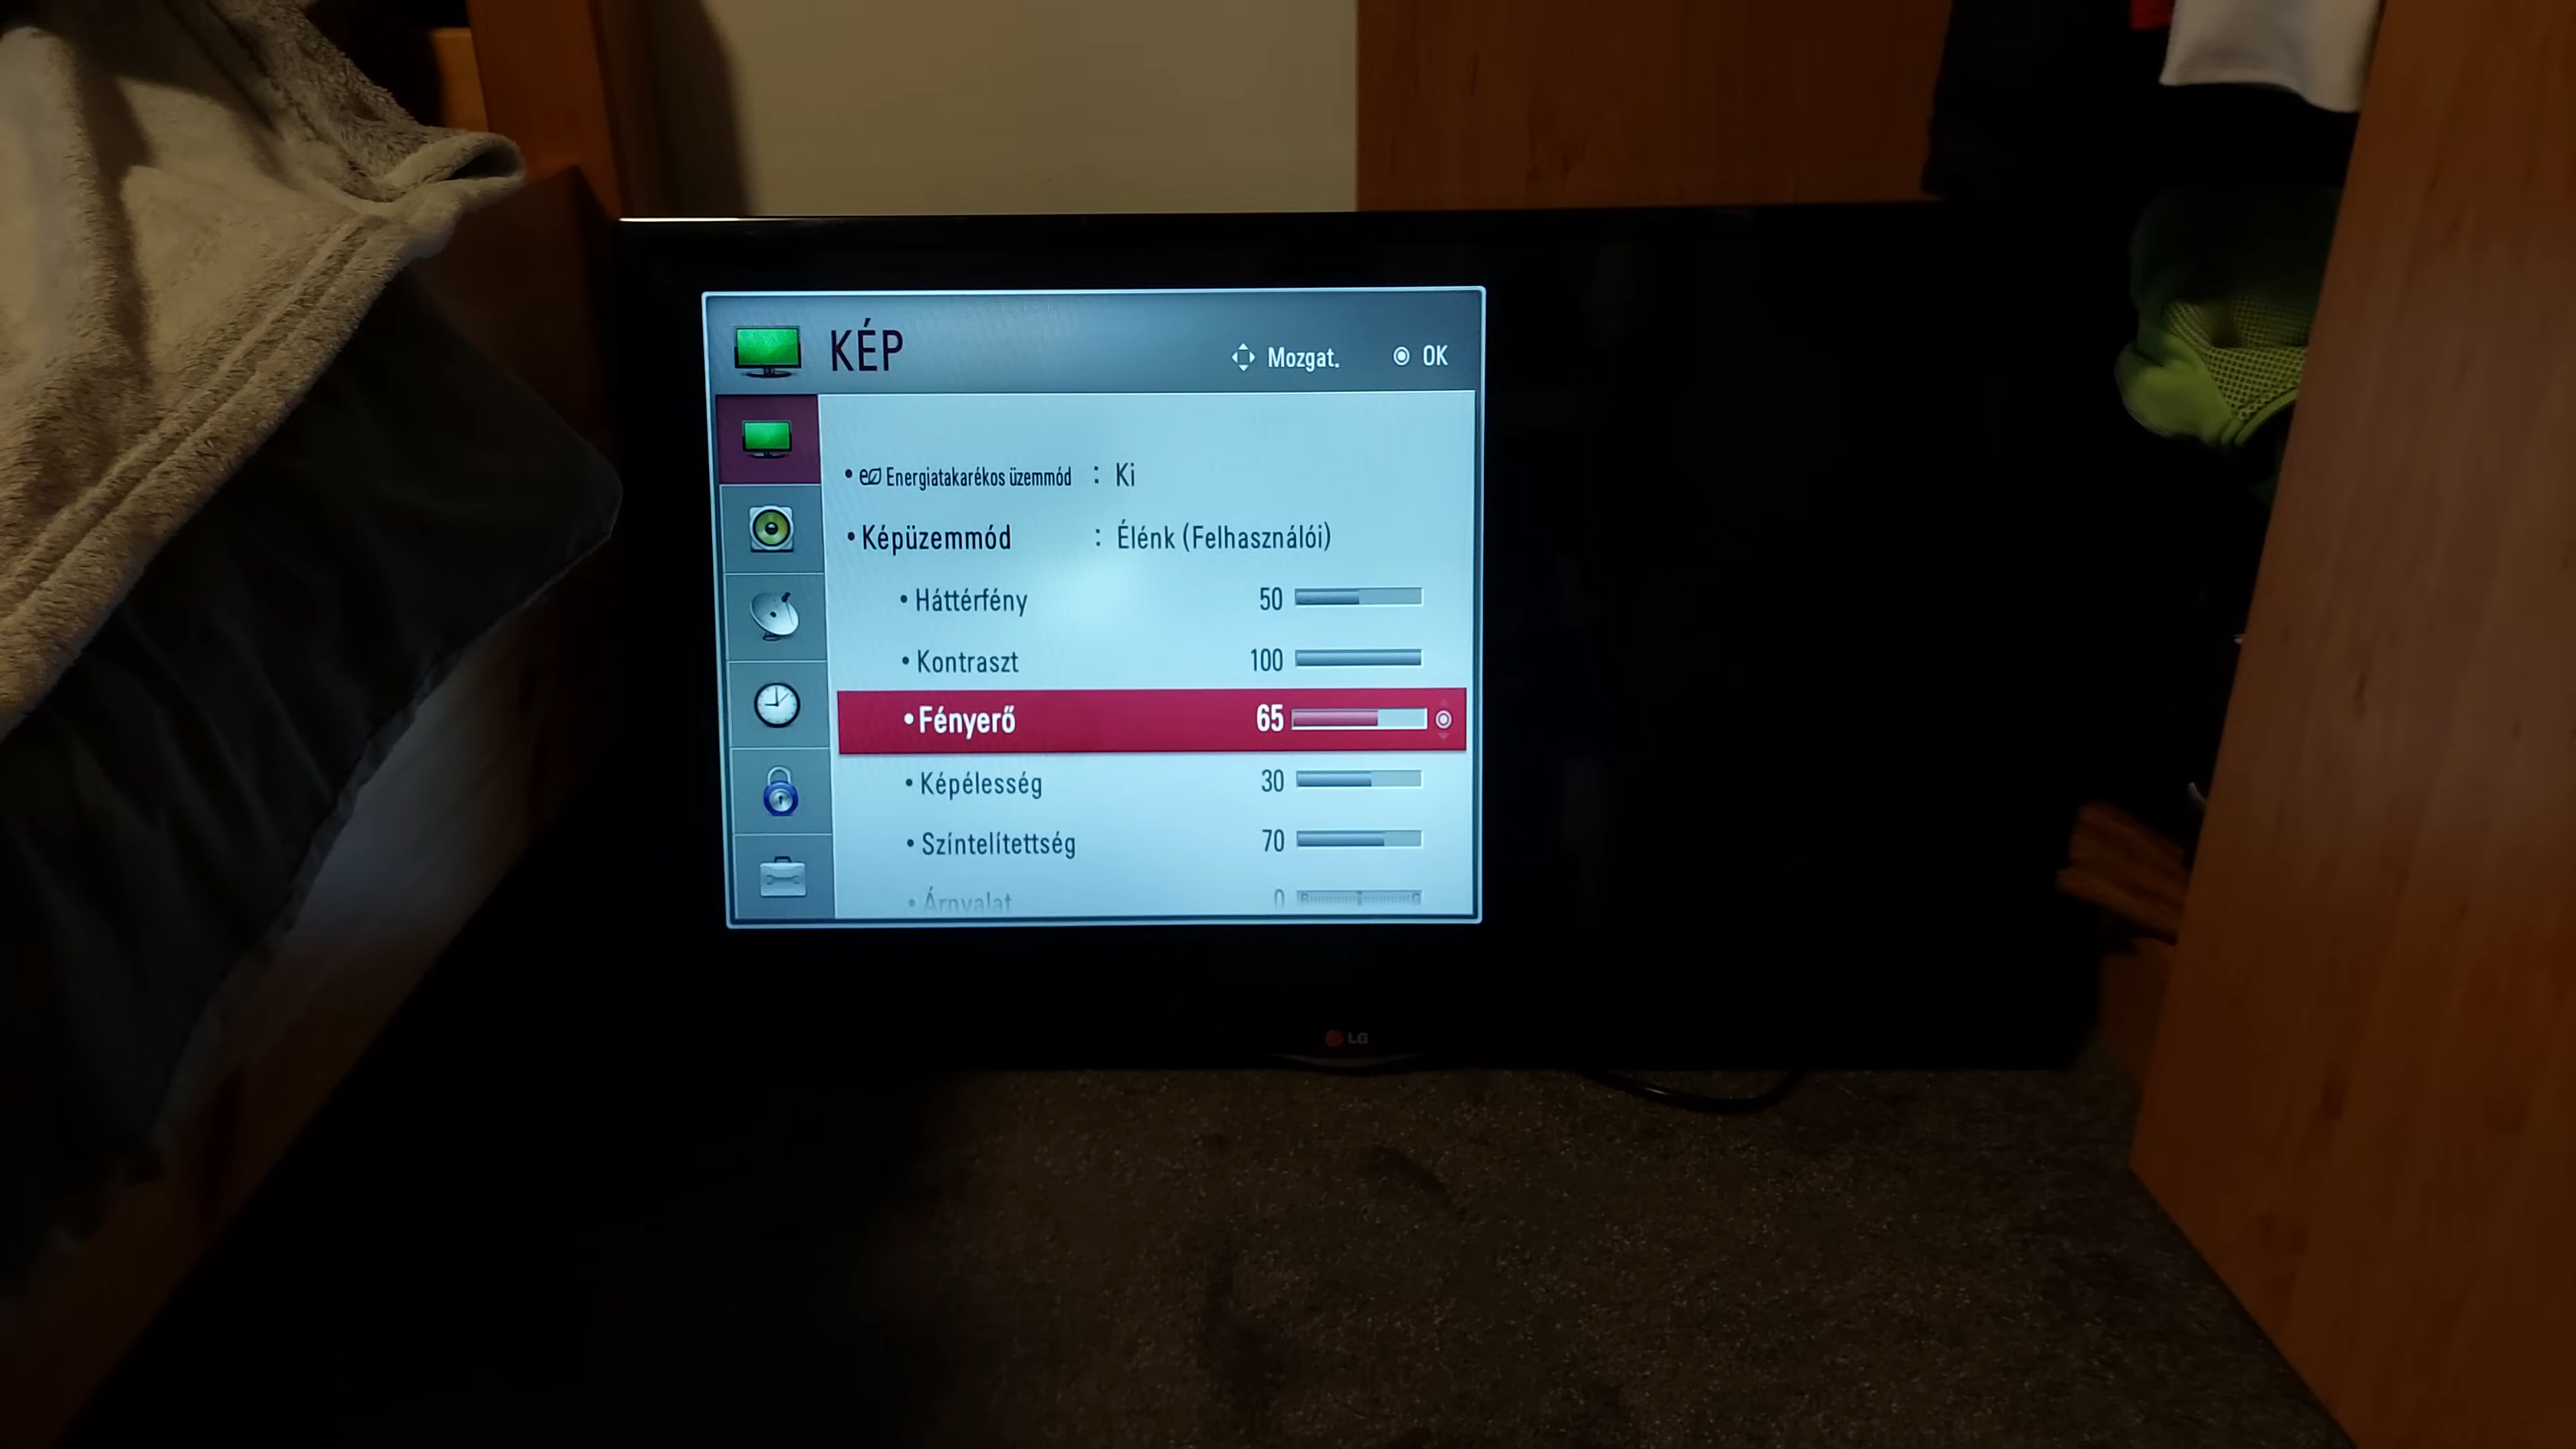 KÉP
Mozgat. OK
Energiatakarékos üzemmód : Ki
• Képüzemmód : Élénk (Felhasználói)
• Háttérfény 50
• Kontraszt 100
• Fényerő 65
• Képélesség 30
• Színtelítettség 70
• Árnyalat 0 R G
LG